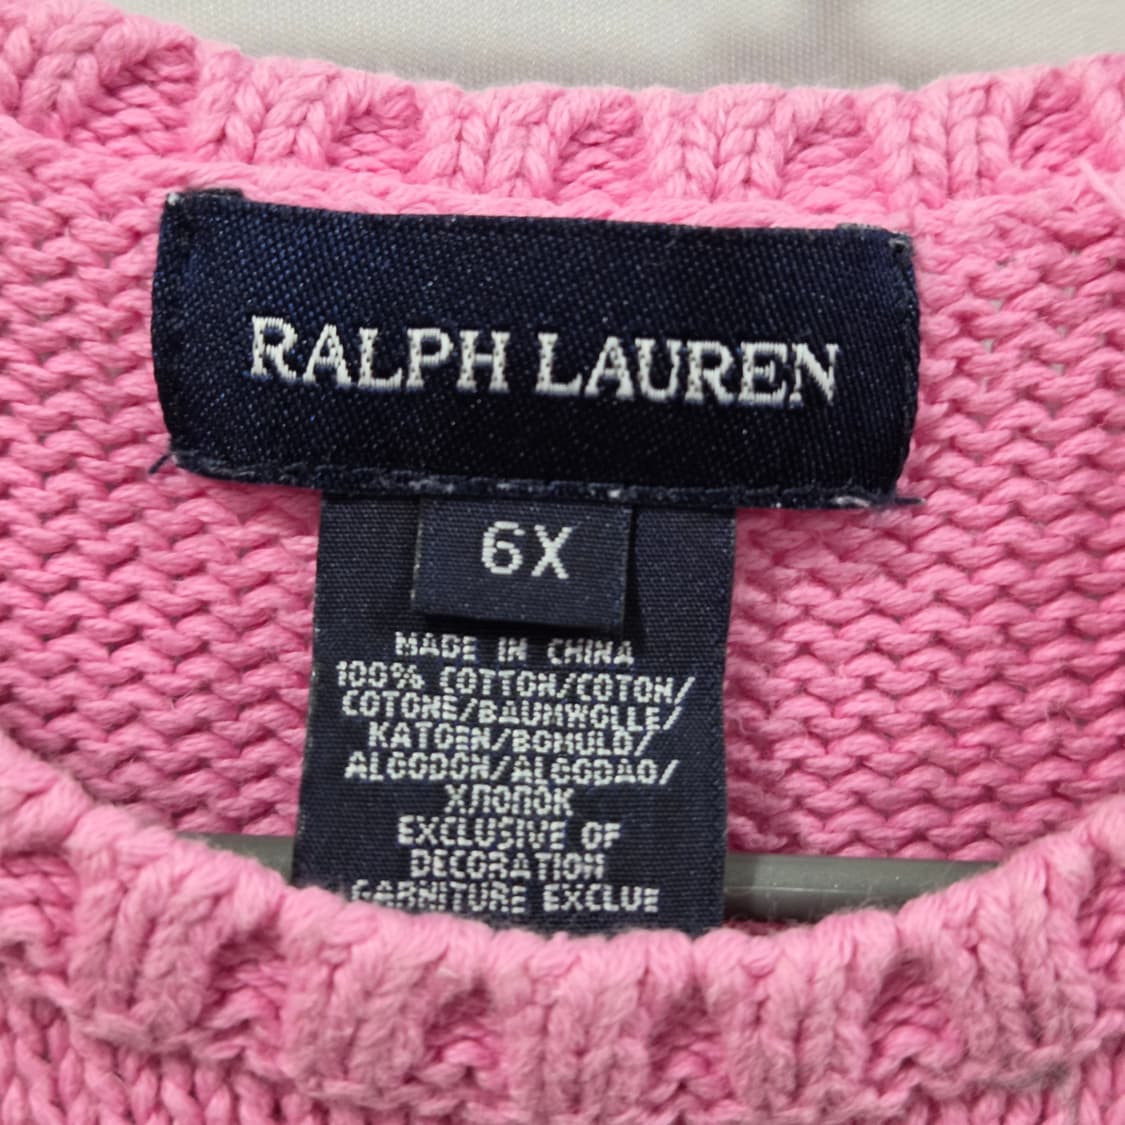 RALPH LAUREN
6X
MADE IN CHINA
100% COTTON/COTON/
COTONE/BAUMWOLLE/
KATOEN/BOMULD/
ALGODON/ALGODAO/
ХЛОПОК
EXCLUSIVE OF
DECORATION
GARNITURE EXCLUE